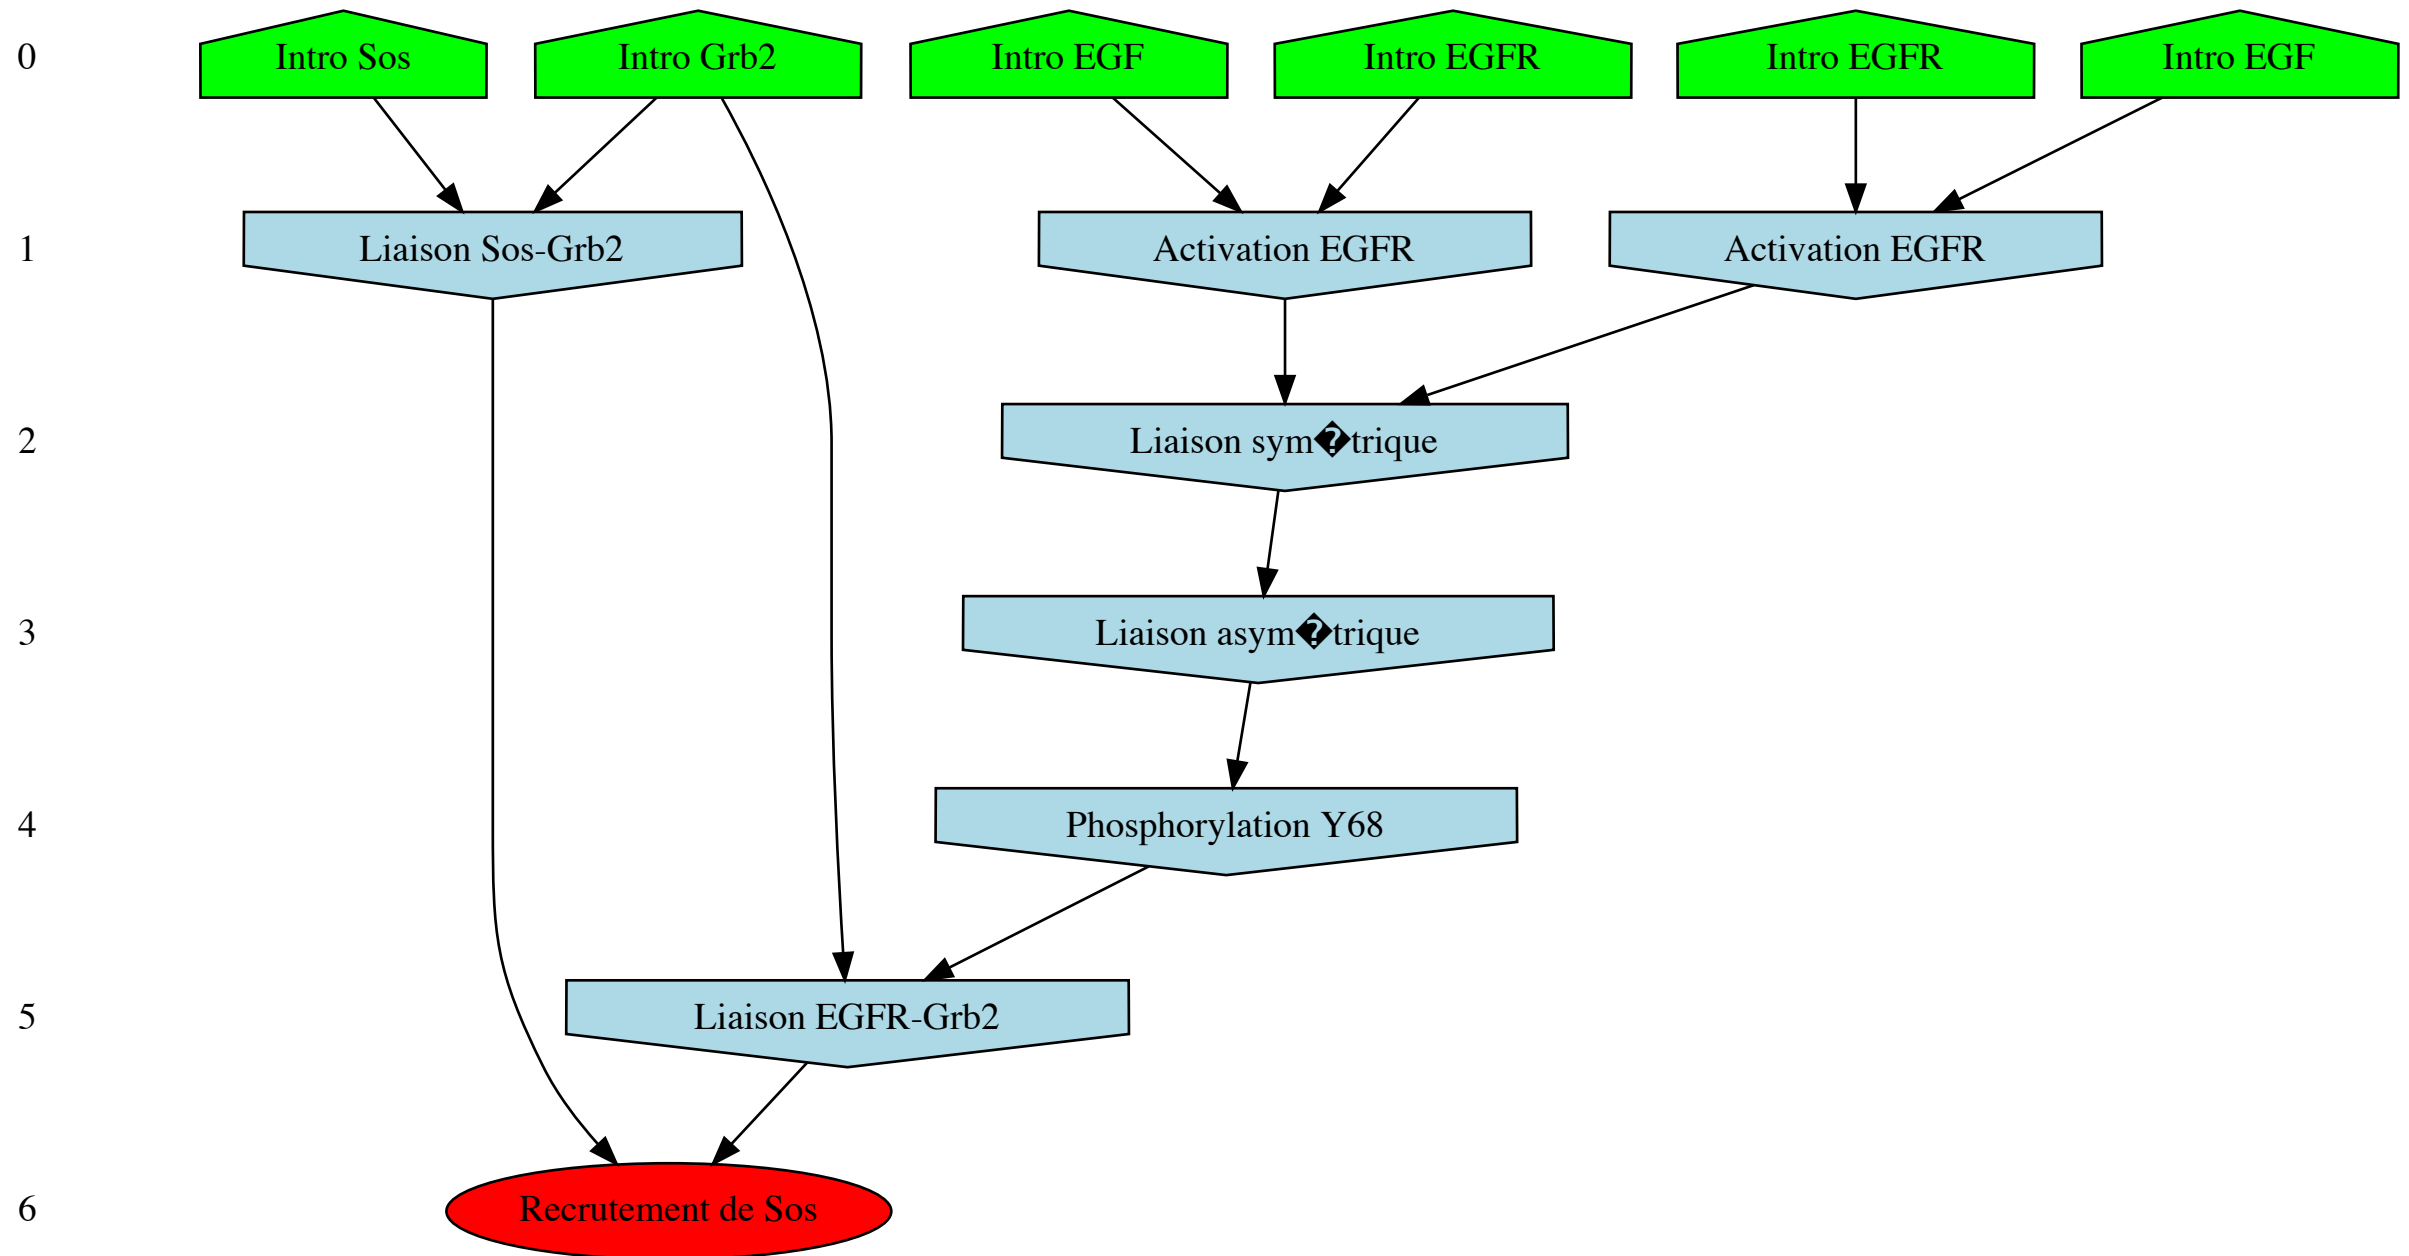 0
Intro Sos
Intro Grb2
Intro EGF
Intro EGFR
Intro EGFR
Intro EGF
1
Liaison Sos-Grb2
Activation EGFR
Activation EGFR
2
Liaison sym�trique
3
Liaison asym�trique
4
Phosphorylation Y68
5
Liaison EGFR-Grb2
6
Recrutement de Sos